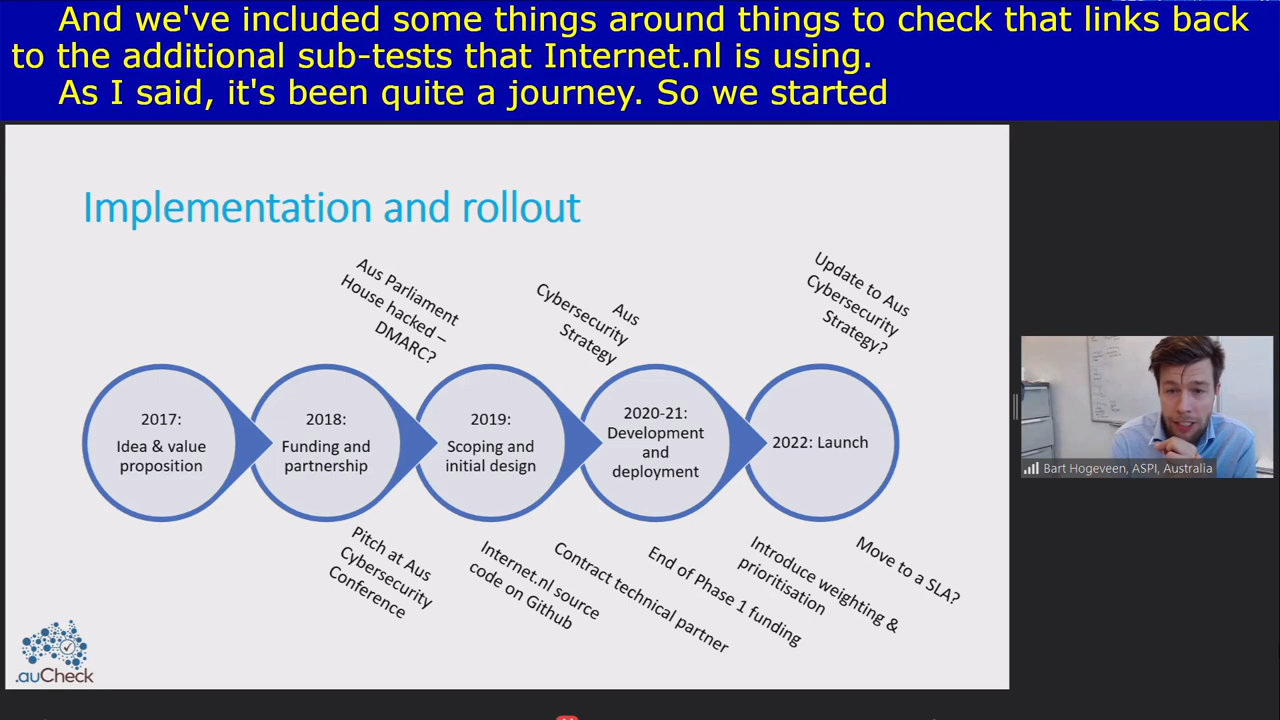 And we've included some things around things to check that links back
to the additional sub-tests that Internet.nl is using.
As I said, it's been quite a journey. So we started
Implementation and rollout
Aus Parliament
House hacked –
DMARC?
Aus
Cybersecurity
Strategy
Update to Aus
Cybersecurity
Strategy?
2017:
Idea & value
proposition
2018:
Funding and
partnership
2019:
Scoping and
initial design
2020-21:
Development
and
deployment
2022: Launch
Pitch at Aus
Cybersecurity
Conference
Internet.nl source
code on Github
Contract technical partner
End of Phase 1 funding
Introduce weighting &
prioritisation
Move to a SLA?
.auCheck
Bart Hogeveen, ASPI, Australia